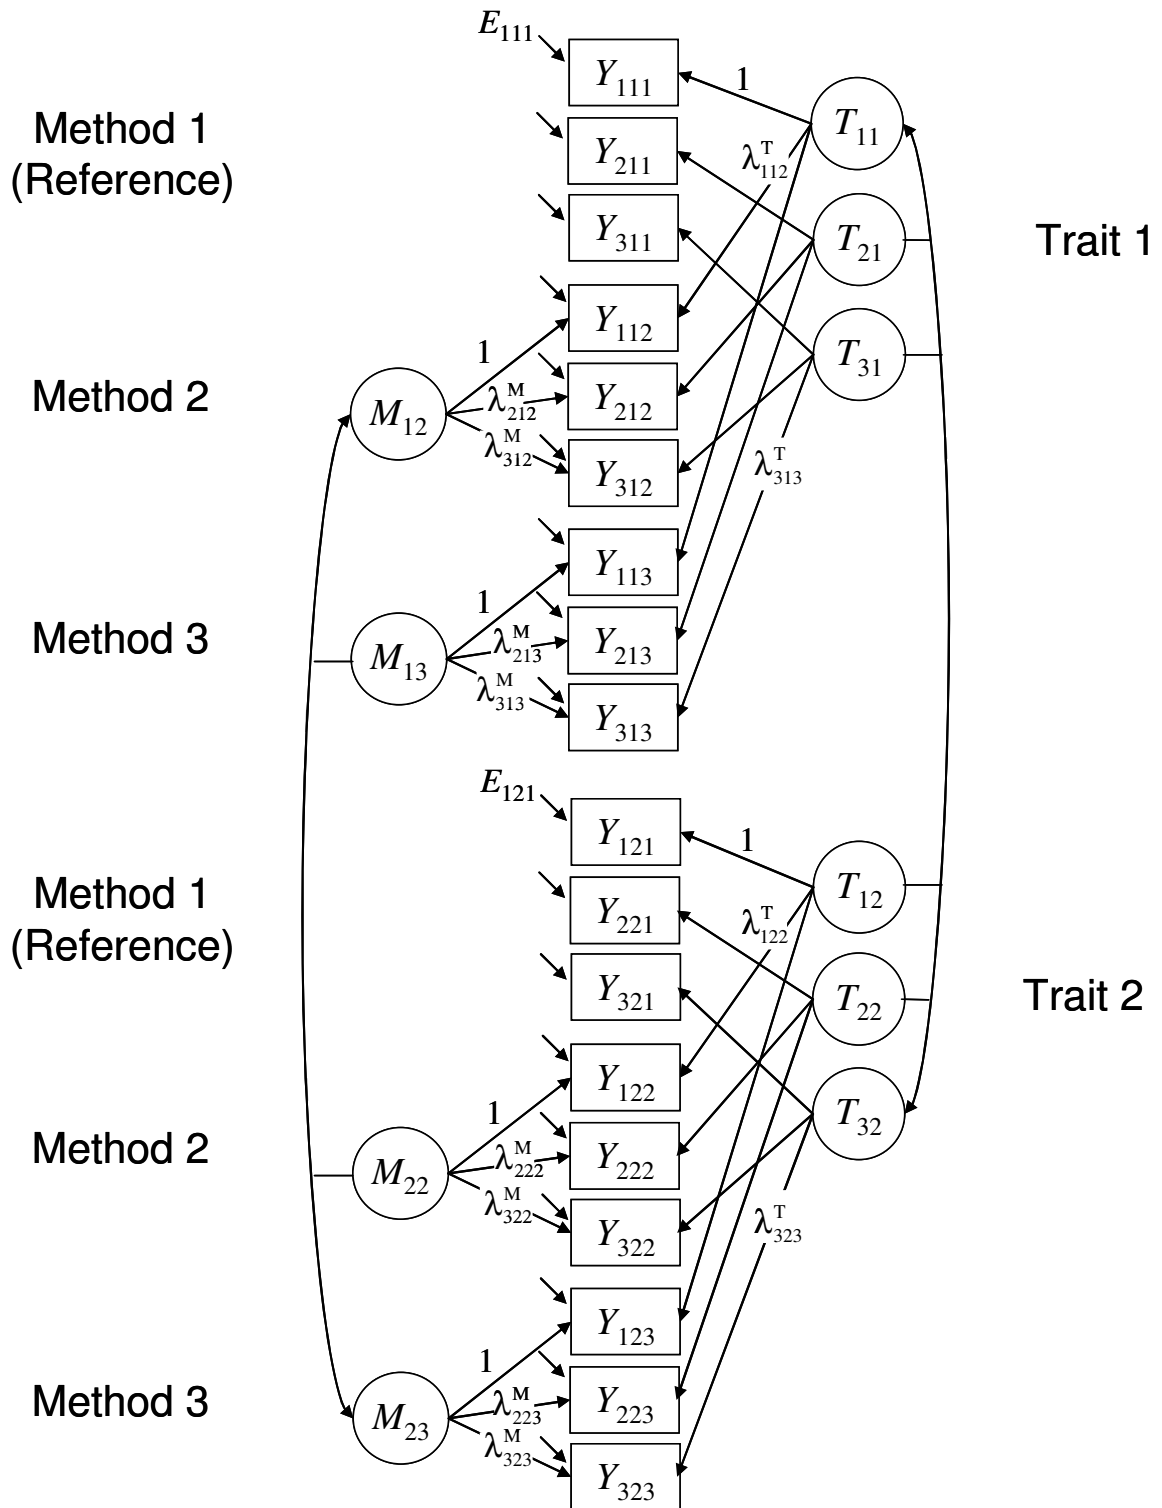 E₁₁₁
Y₁₁₁
1
T₁₁
Method 1
(Reference)
Y₂₁₁
λᵀ₁₁₂
Y₃₁₁
T₂₁
Trait 1
Y₁₁₂
1
T₃₁
Method 2
M₁₂
λᴹ₂₁₂
Y₂₁₂
λᴹ₃₁₂
Y₃₁₂
λᵀ₃₁₃
Y₁₁₃
1
Method 3
M₁₃
λᴹ₂₁₃
Y₂₁₃
λᴹ₃₁₃
Y₃₁₃
E₁₂₁
Y₁₂₁
1
T₁₂
Method 1
(Reference)
Y₂₂₁
λᵀ₁₂₂
Y₃₂₁
T₂₂
Trait 2
Y₁₂₂
1
T₃₂
Method 2
M₂₂
λᴹ₂₂₂
Y₂₂₂
λᴹ₃₂₂
Y₃₂₂
λᵀ₃₂₃
Y₁₂₃
1
Method 3
M₂₃
λᴹ₂₂₃
Y₂₂₃
λᴹ₃₂₃
Y₃₂₃